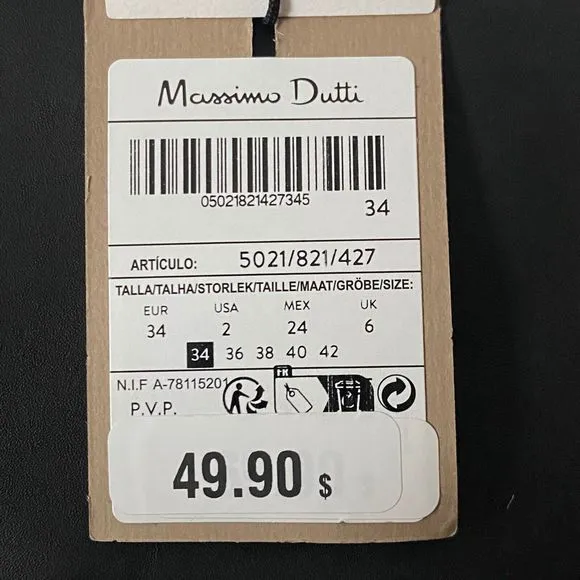 Massimo Dutti
05021821427345
34
ARTÍCULO: 5021/821/427
TALLA/TALHA/STORLEK/TAILLE/MAAT/GRÖBE/SIZE:
EUR USA MEX UK
34 2 24 6
34 36 38 40 42
FR
N.I.F A-78115201
P.V.P.
49.90 $